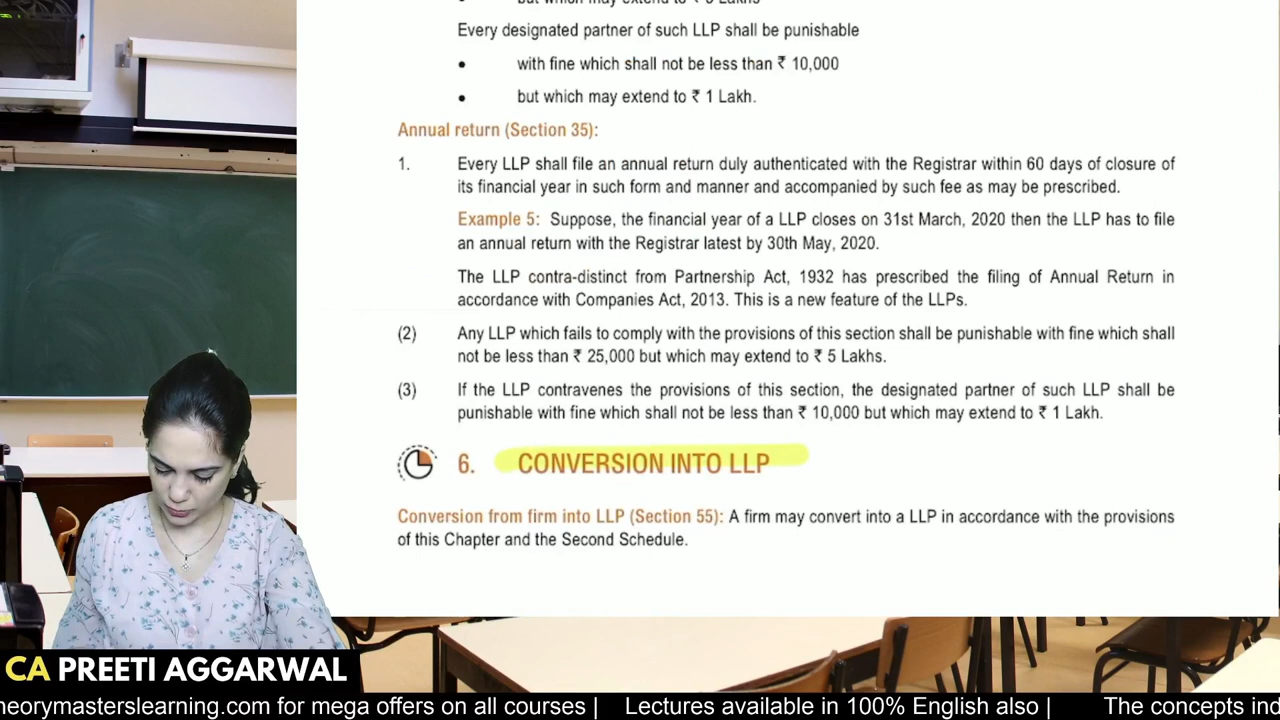 but which may extend to ₹ 5 Lakhs
Every designated partner of such LLP shall be punishable
• with fine which shall not be less than ₹ 10,000
• but which may extend to ₹ 1 Lakh.
Annual return (Section 35):
1. Every LLP shall file an annual return duly authenticated with the Registrar within 60 days of closure of
its financial year in such form and manner and accompanied by such fee as may be prescribed.
Example 5: Suppose, the financial year of a LLP closes on 31st March, 2020 then the LLP has to file
an annual return with the Registrar latest by 30th May, 2020.
The LLP contra-distinct from Partnership Act, 1932 has prescribed the filing of Annual Return in
accordance with Companies Act, 2013. This is a new feature of the LLPs.
(2) Any LLP which fails to comply with the provisions of this section shall be punishable with fine which shall
not be less than ₹ 25,000 but which may extend to ₹ 5 Lakhs.
(3) If the LLP contravenes the provisions of this section, the designated partner of such LLP shall be
punishable with fine which shall not be less than ₹ 10,000 but which may extend to ₹ 1 Lakh.
6. CONVERSION INTO LLP
Conversion from firm into LLP (Section 55): A firm may convert into a LLP in accordance with the provisions
of this Chapter and the Second Schedule.
CA PREETI AGGARWAL
heorymasterslearning.com for mega offers on all courses | Lectures available in 100% English also | The concepts inc